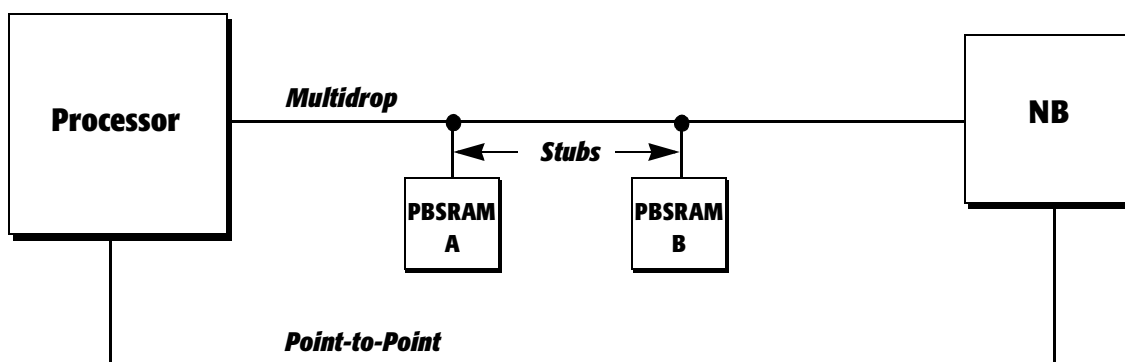 Multidrop
Processor
NB
Stubs
PBSRAM
A
PBSRAM
B
Point-to-Point